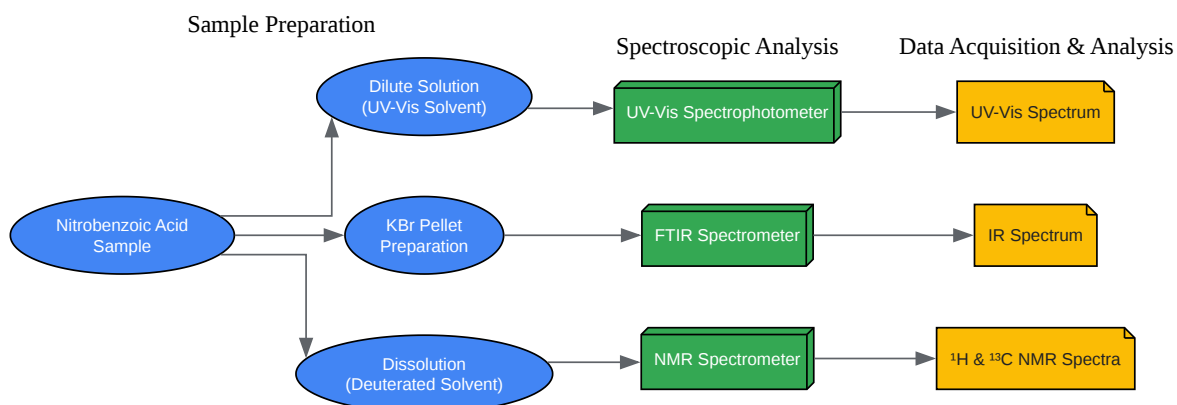 Sample Preparation
Spectroscopic Analysis
Data Acquisition & Analysis
Dilute Solution
(UV-Vis Solvent)
UV-Vis Spectrophotometer
UV-Vis Spectrum
Nitrobenzoic Acid
Sample
KBr Pellet
Preparation
FTIR Spectrometer
IR Spectrum
Dissolution
(Deuterated Solvent)
NMR Spectrometer
¹H & ¹³C NMR Spectra